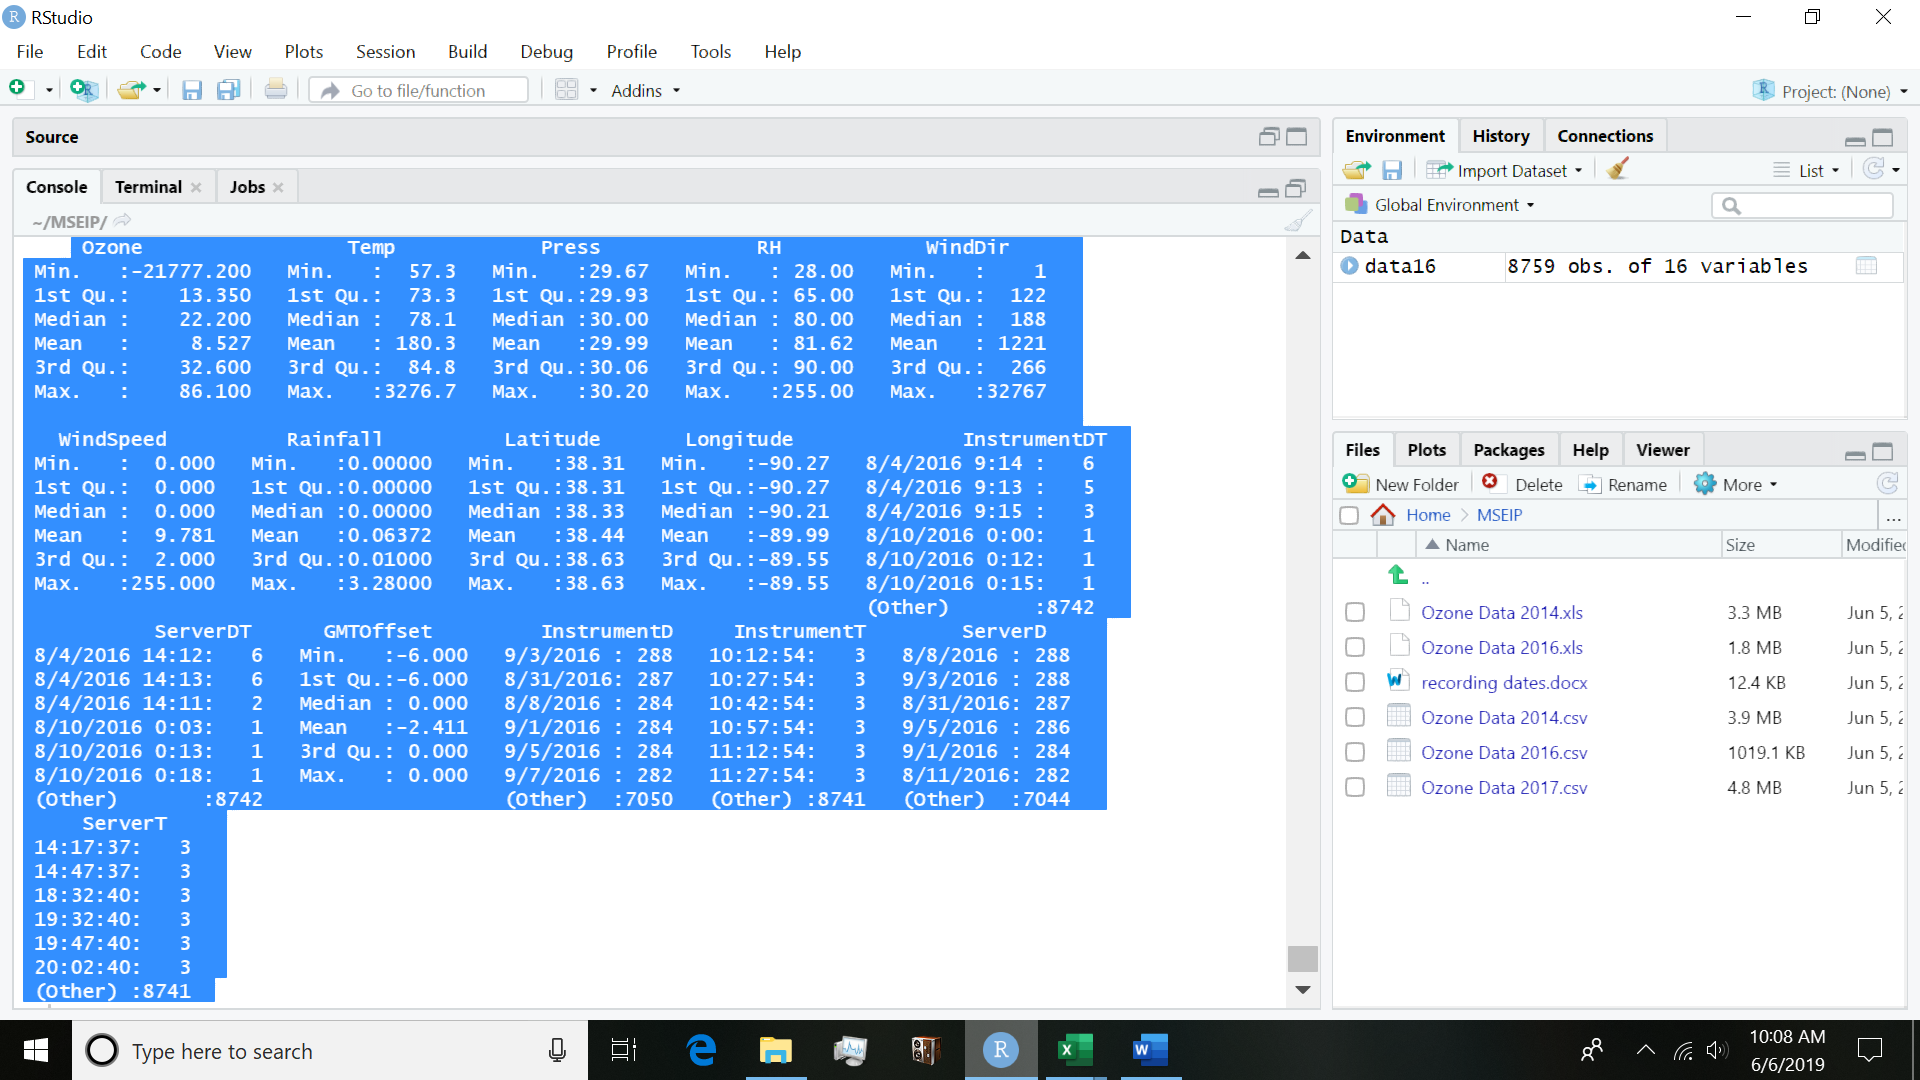 RStudio
File Edit Code View Plots Session Build Debug Profile Tools Help
Go to file/function Addins Project: (None)
Source
Console Terminal Jobs
~/MSEIP/
Ozone Temp Press RH WindDir
Min. :-21777.200 Min. : 57.3 Min. :29.67 Min. : 28.00 Min. : 1
1st Qu.: 13.350 1st Qu.: 73.3 1st Qu.:29.93 1st Qu.: 65.00 1st Qu.: 122
Median : 22.200 Median : 78.1 Median :30.00 Median : 80.00 Median : 188
Mean : 8.527 Mean : 180.3 Mean :29.99 Mean : 81.62 Mean : 1221
3rd Qu.: 32.600 3rd Qu.: 84.8 3rd Qu.:30.06 3rd Qu.: 90.00 3rd Qu.: 266
Max. : 86.100 Max. :3276.7 Max. :30.20 Max. :255.00 Max. :32767
WindSpeed Rainfall Latitude Longitude InstrumentDT
Min. : 0.000 Min. :0.00000 Min. :38.31 Min. :-90.27 8/4/2016 9:14 : 6
1st Qu.: 0.000 1st Qu.:0.00000 1st Qu.:38.31 1st Qu.:-90.27 8/4/2016 9:13 : 5
Median : 0.000 Median :0.00000 Median :38.33 Median :-90.21 8/4/2016 9:15 : 3
Mean : 9.781 Mean :0.06372 Mean :38.44 Mean :-89.99 8/10/2016 0:00: 1
3rd Qu.: 2.000 3rd Qu.:0.01000 3rd Qu.:38.63 3rd Qu.:-89.55 8/10/2016 0:12: 1
Max. :255.000 Max. :3.28000 Max. :38.63 Max. :-89.55 8/10/2016 0:15: 1
(Other) :8742
ServerDT GMTOffset InstrumentD InstrumentT ServerD
8/4/2016 14:12: 6 Min. :-6.000 9/3/2016 : 288 10:12:54: 3 8/8/2016 : 288
8/4/2016 14:13: 6 1st Qu.:-6.000 8/31/2016: 287 10:27:54: 3 9/3/2016 : 288
8/4/2016 14:11: 2 Median : 0.000 8/8/2016 : 284 10:42:54: 3 8/31/2016: 287
8/10/2016 0:03: 1 Mean :-2.411 9/1/2016 : 284 10:57:54: 3 9/5/2016 : 286
8/10/2016 0:13: 1 3rd Qu.: 0.000 9/5/2016 : 284 11:12:54: 3 9/1/2016 : 284
8/10/2016 0:18: 1 Max. : 0.000 9/7/2016 : 282 11:27:54: 3 8/11/2016: 282
(Other) :8742 (Other) :7050 (Other) :8741 (Other) :7044
ServerT
14:17:37: 3
14:47:37: 3
18:32:40: 3
19:32:40: 3
19:47:40: 3
20:02:40: 3
(Other) :8741
Environment History Connections
Import Dataset List
Global Environment
Data
data16 8759 obs. of 16 variables
Files Plots Packages Help Viewer
New Folder Delete Rename More
Home MSEIP ...
Name Size Modified
..
Ozone Data 2014.xls 3.3 MB Jun 5, 2
Ozone Data 2016.xls 1.8 MB Jun 5, 2
recording dates.docx 12.4 KB Jun 5, 2
Ozone Data 2014.csv 3.9 MB Jun 5, 2
Ozone Data 2016.csv 1019.1 KB Jun 5, 2
Ozone Data 2017.csv 4.8 MB Jun 5, 2
Type here to search
10:08 AM
6/6/2019